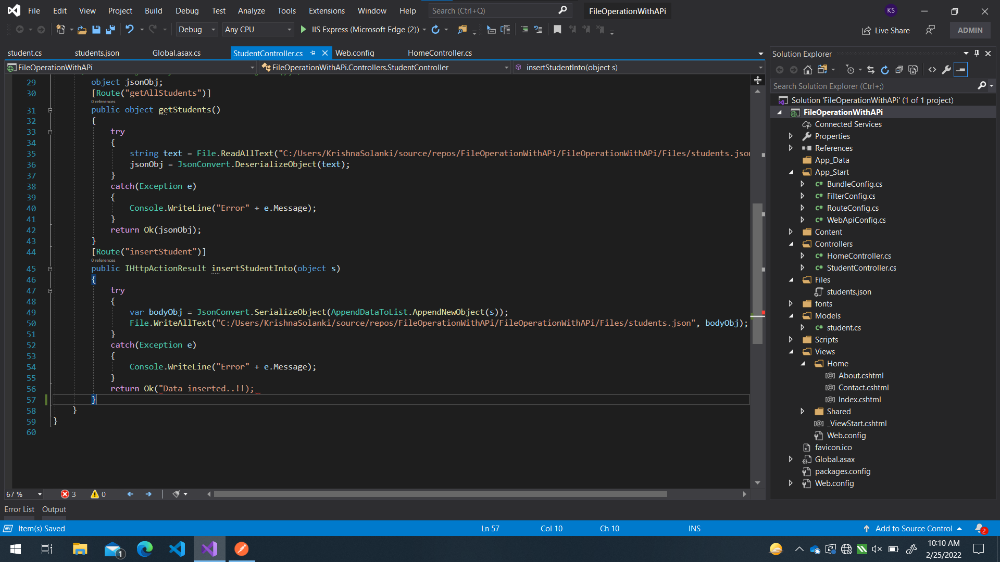 File Edit View Project Build Debug Test Analyze Tools Extensions Window Help Search (Ctrl+Q) FileOperationWithAPi KS
Debug Any CPU IIS Express (Microsoft Edge (2)) Live Share ADMIN
student.cs students.json Global.asax.cs StudentController.cs Web.config HomeController.cs
FileOperationWithAPi FileOperationWithAPi.Controllers.StudentController insertStudentInto(object s)
29 object jsonObj;
30 [Route("getAllStudents")]
0 references
31 public object getStudents()
32 {
33 try
34 {
35 string text = File.ReadAllText("C:/Users/KrishnaSolanki/source/repos/FileOperationWithAPi/FileOperationWithAPi/Files/students.json
36 jsonObj = JsonConvert.DeserializeObject(text);
37 }
38 catch(Exception e)
39 {
40 Console.WriteLine("Error" + e.Message);
41 }
42 return Ok(jsonObj);
43 }
44 [Route("insertStudent")]
0 references
45 public IHttpActionResult insertStudentInto(object s)
46 {
47 try
48 {
49 var bodyObj = JsonConvert.SerializeObject(AppendDataToList.AppendNewObject(s));
50 File.WriteAllText("C:/Users/KrishnaSolanki/source/repos/FileOperationWithAPi/FileOperationWithAPi/Files/students.json", bodyObj);
51 }
52 catch(Exception e)
53 {
54 Console.WriteLine("Error" + e.Message);
55 }
56 return Ok("Data inserted..!!);
57 }
58 }
59 }
60
67 % 3 0
Error List Output
Item(s) Saved Ln 57 Col 10 Ch 10 INS Add to Source Control 2
Solution Explorer
Search Solution Explorer (Ctrl+;)
Solution 'FileOperationWithAPi' (1 of 1 project)
FileOperationWithAPi
Connected Services
Properties
References
App_Data
App_Start
C# BundleConfig.cs
C# FilterConfig.cs
C# RouteConfig.cs
C# WebApiConfig.cs
Content
Controllers
C# HomeController.cs
C# StudentController.cs
Files
students.json
fonts
Models
C# student.cs
Scripts
Views
Home
[@] About.cshtml
[@] Contact.cshtml
[@] Index.cshtml
Shared
[@] _ViewStart.cshtml
Web.config
favicon.ico
Global.asax
packages.config
Web.config
1
10:10 AM
2/25/2022